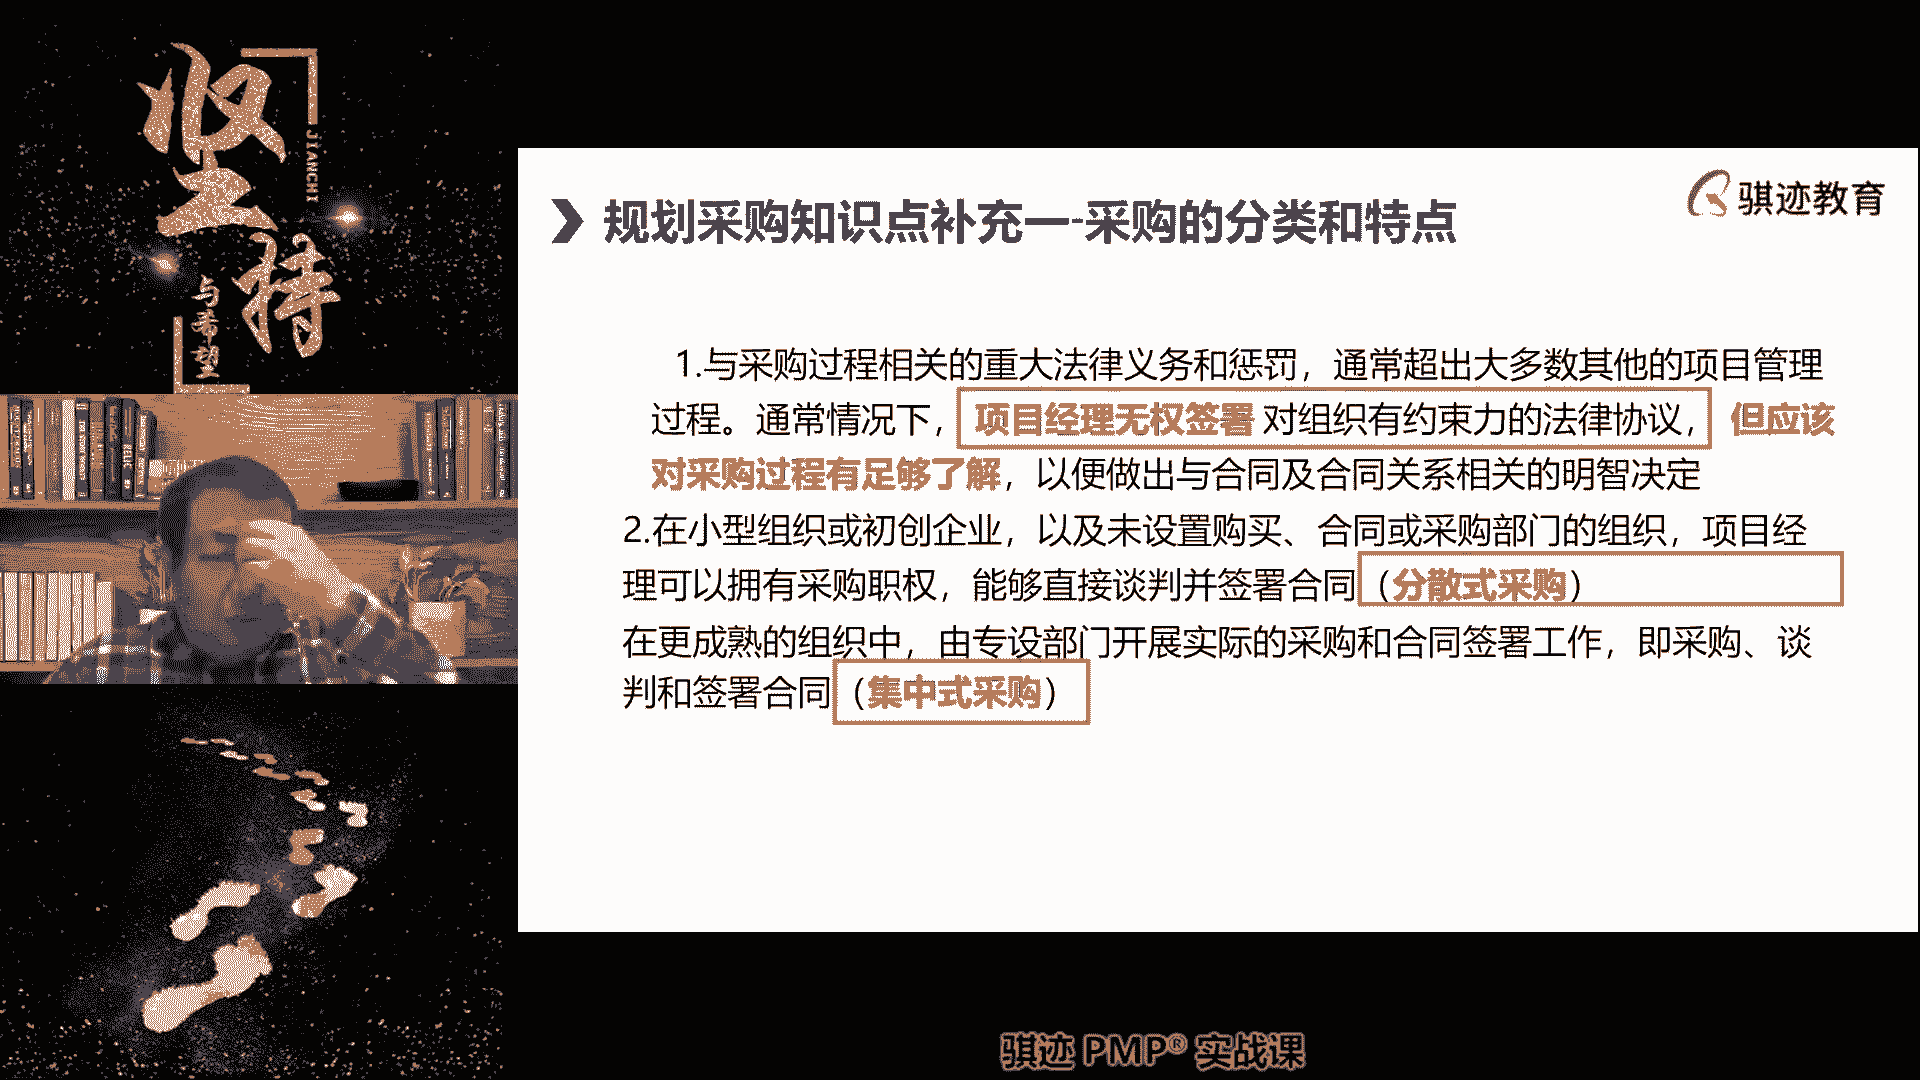 坚持
JIANCHI
与希望
骐迹教育
规划采购知识点补充一-采购的分类和特点
1.与采购过程相关的重大法律义务和惩罚，通常超出大多数其他的项目管理
过程。通常情况下，项目经理无权签署 对组织有约束力的法律协议，但应该
对采购过程有足够了解，以便做出与合同及合同关系相关的明智决定
2.在小型组织或初创企业，以及未设置购买、合同或采购部门的组织，项目经
理可以拥有采购职权，能够直接谈判并签署合同（分散式采购）
在更成熟的组织中，由专设部门开展实际的采购和合同签署工作，即采购、谈
判和签署合同（集中式采购）
骐迹 PMP® 实战课